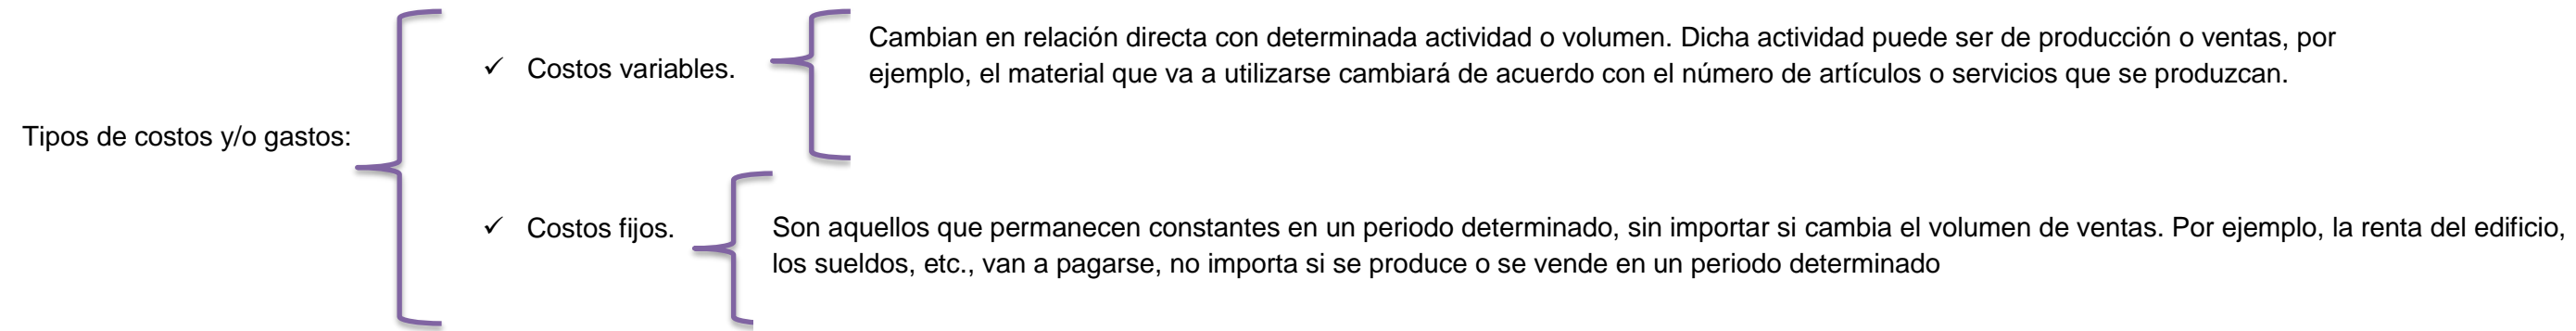 Tipos de costos y/o gastos:
✓ Costos variables.
Cambian en relación directa con determinada actividad o volumen. Dicha actividad puede ser de producción o ventas, por
ejemplo, el material que va a utilizarse cambiará de acuerdo con el número de artículos o servicios que se produzcan.
✓ Costos fijos.
Son aquellos que permanecen constantes en un periodo determinado, sin importar si cambia el volumen de ventas. Por ejemplo, la renta del edificio,
los sueldos, etc., van a pagarse, no importa si se produce o se vende en un periodo determinado